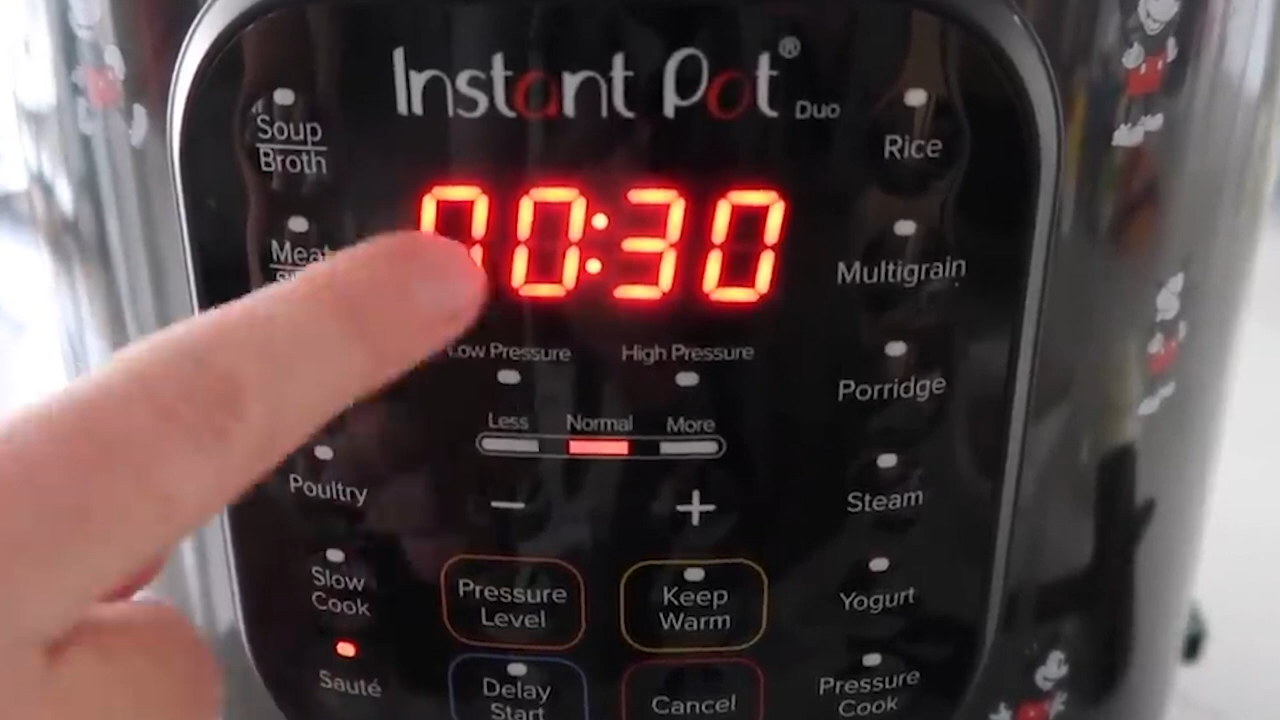 Instant Pot® Duo
Soup
Broth
Rice
00:30
Meat
Multigrain
Low Pressure High Pressure
Porridge
Less Normal More
Poultry
- +
Steam
Slow
Cook
Pressure
Level
Keep
Warm
Yogurt
Sauté
Delay
Start
Cancel
Pressure
Cook